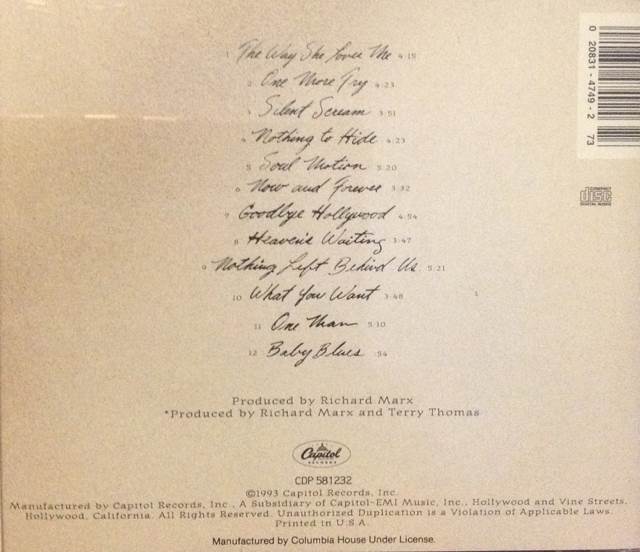 1 The Way She Loves Me 4:15
2 One More Try 4:23
3 Silent Scream 3:51
4 Nothing to Hide 4:23
5 Soul Motion 5:20
6 Now and Forever 3:32
7 Goodbye Hollywood 4:54
8 Heaven's Waiting 3:47
9 Nothing Left Behind Us 5:21
10 What You Want 3:48
11 One Man 5:10
12 Baby Blues :54
0 20831 - 4749 - 2 73
COMPACT
disc
DIGITAL AUDIO
Produced by Richard Marx
*Produced by Richard Marx and Terry Thomas
Capitol
RECORDS
CDP 581232
©1993 Capitol Records, Inc.
Manufactured by Capitol Records, Inc., A Subsidiary of Capitol-EMI Music, Inc., Hollywood and Vine Streets,
Hollywood, California. All Rights Reserved. Unauthorized Duplication is a Violation of Applicable Laws.
Printed in U.S.A.
Manufactured by Columbia House Under License.